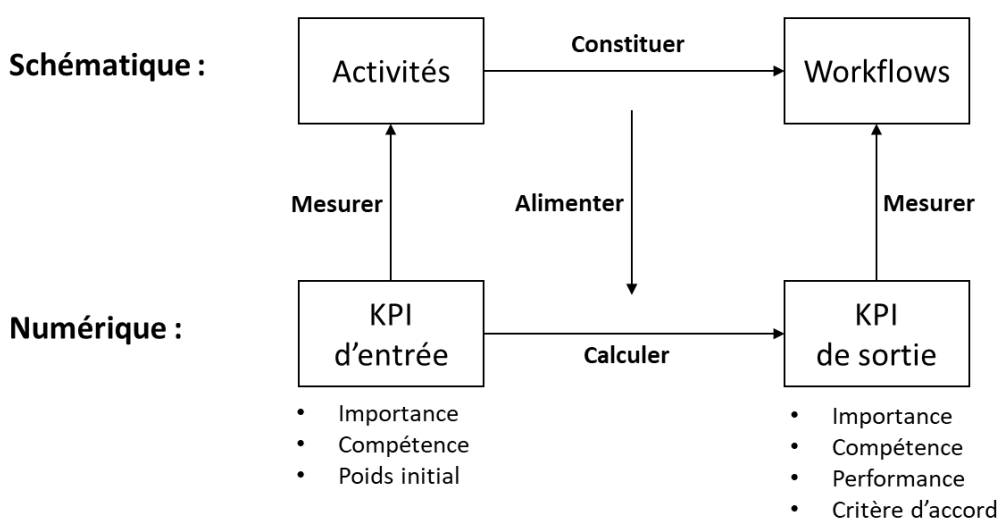 Constituer
Schématique :
Activités
Workflows
Mesurer
Alimenter
Mesurer
Numérique :
KPI
d’entrée
Calculer
KPI
de sortie
• Importance
• Compétence
• Poids initial
• Importance
• Compétence
• Performance
• Critère d’accord